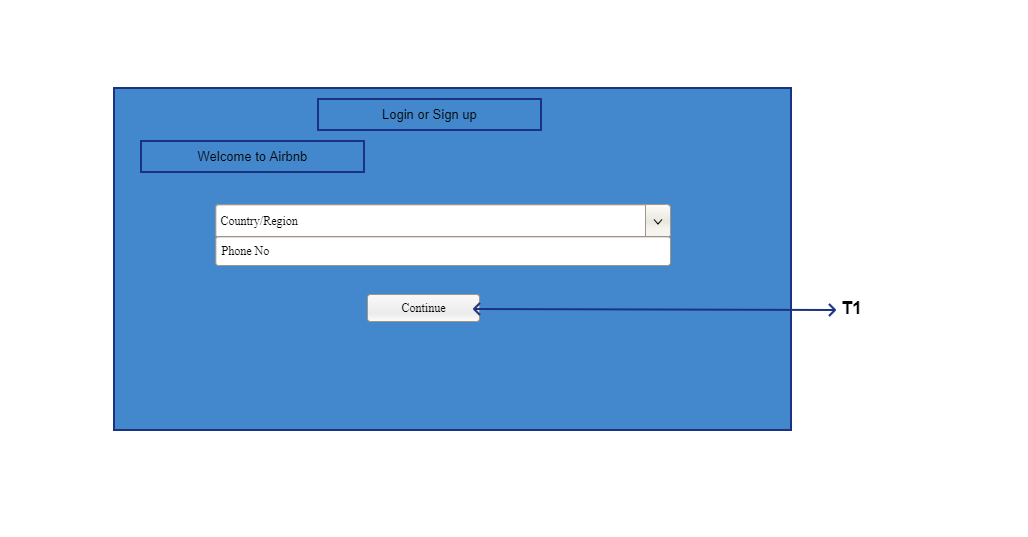 Login or Sign up
Welcome to Airbnb
Country/Region
Phone No
Continue
T1